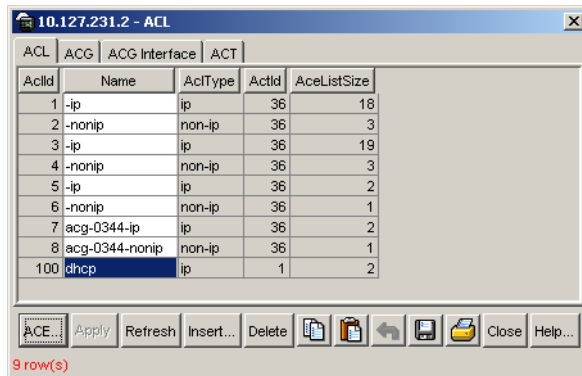 10.127.231.2 - ACL
ACL ACG ACG Interface ACT
AclId Name AclType ActId AceListSize
1 -ip ip 36 18
2 -nonip non-ip 36 3
3 -ip ip 36 19
4 -nonip non-ip 36 3
5 -ip ip 36 2
6 -nonip non-ip 36 1
7 acg-0344-ip ip 36 2
8 acg-0344-nonip non-ip 36 1
100 dhcp ip 1 2
ACE... Apply Refresh Insert... Delete Close Help...
9 row(s)